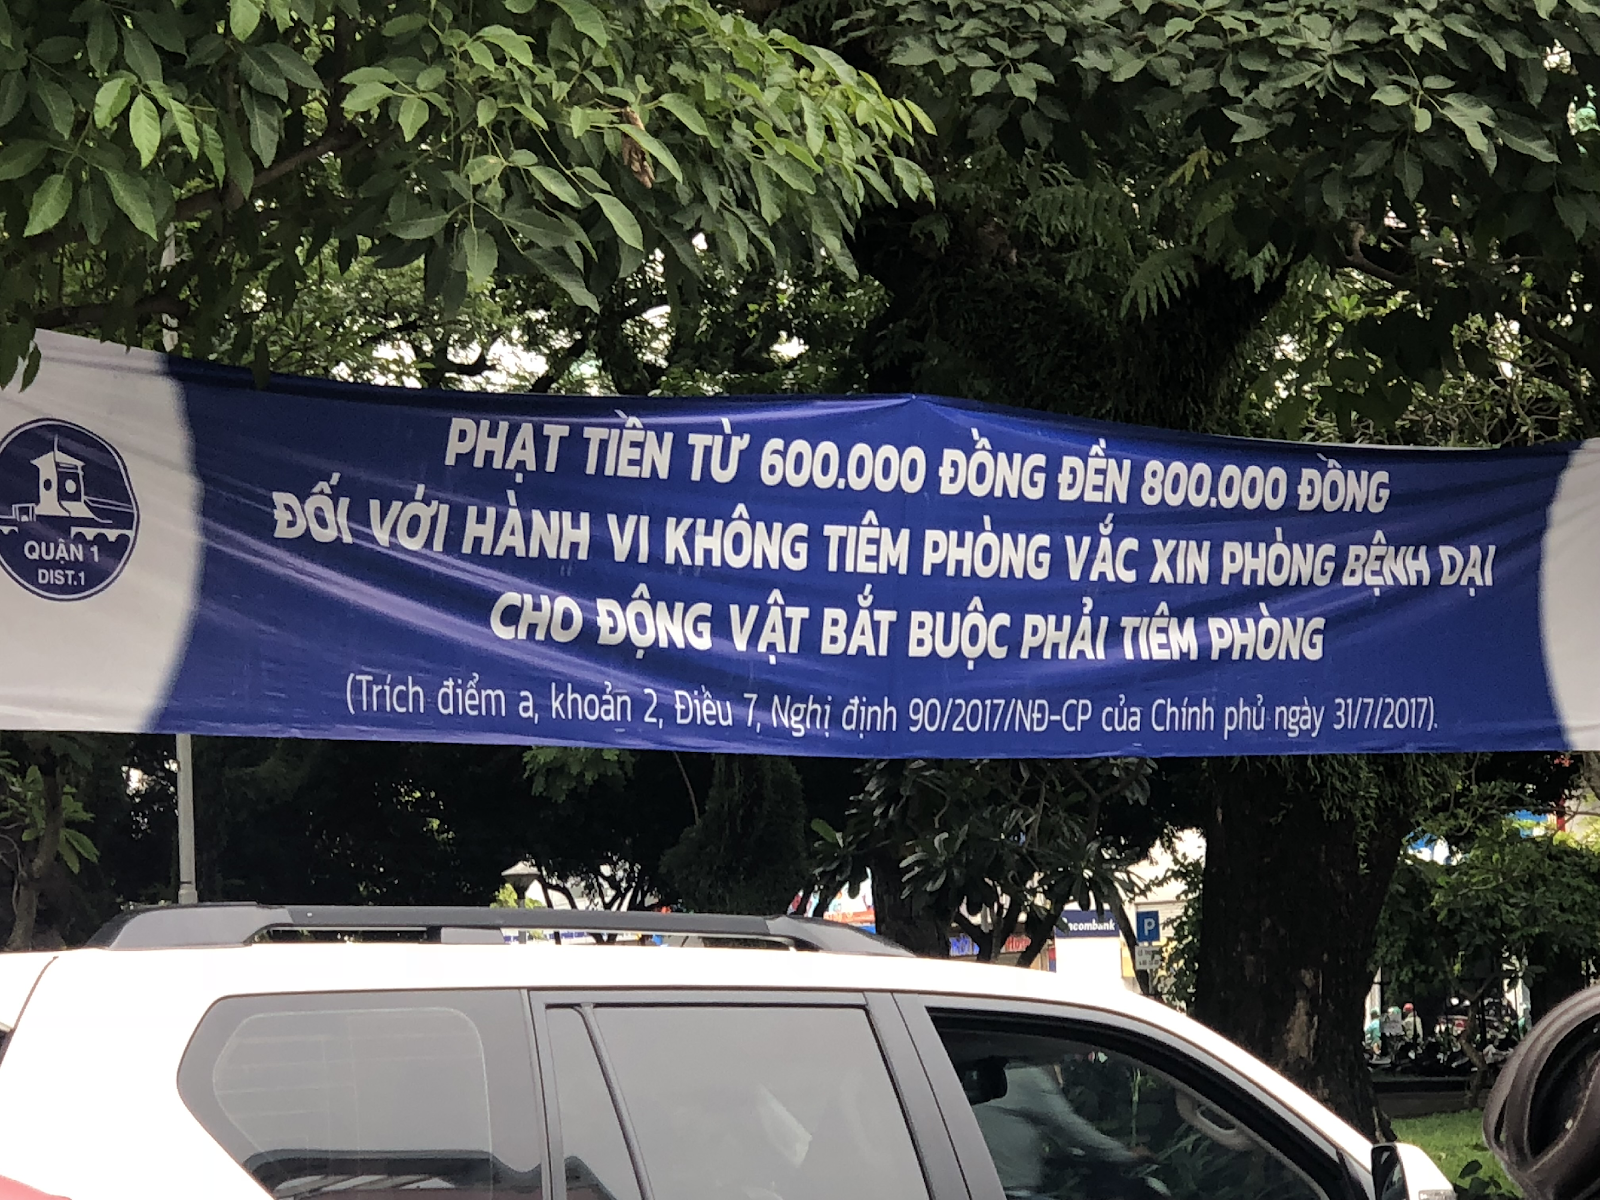 PHẠT TIỀN TỪ 600.000 ĐỒNG ĐẾN 800.000 ĐỒNG
ĐỐI VỚI HÀNH VI KHÔNG TIÊM PHÒNG VẮC XIN PHÒNG BỆNH DẠI
CHO ĐỘNG VẬT BẮT BUỘC PHẢI TIÊM PHÒNG
(Trích điểm a, khoản 2, Điều 7, Nghị định 90/2017/NĐ-CP của Chính phủ ngày 31/7/2017).
QUẬN 1
DIST.1
acombank
P